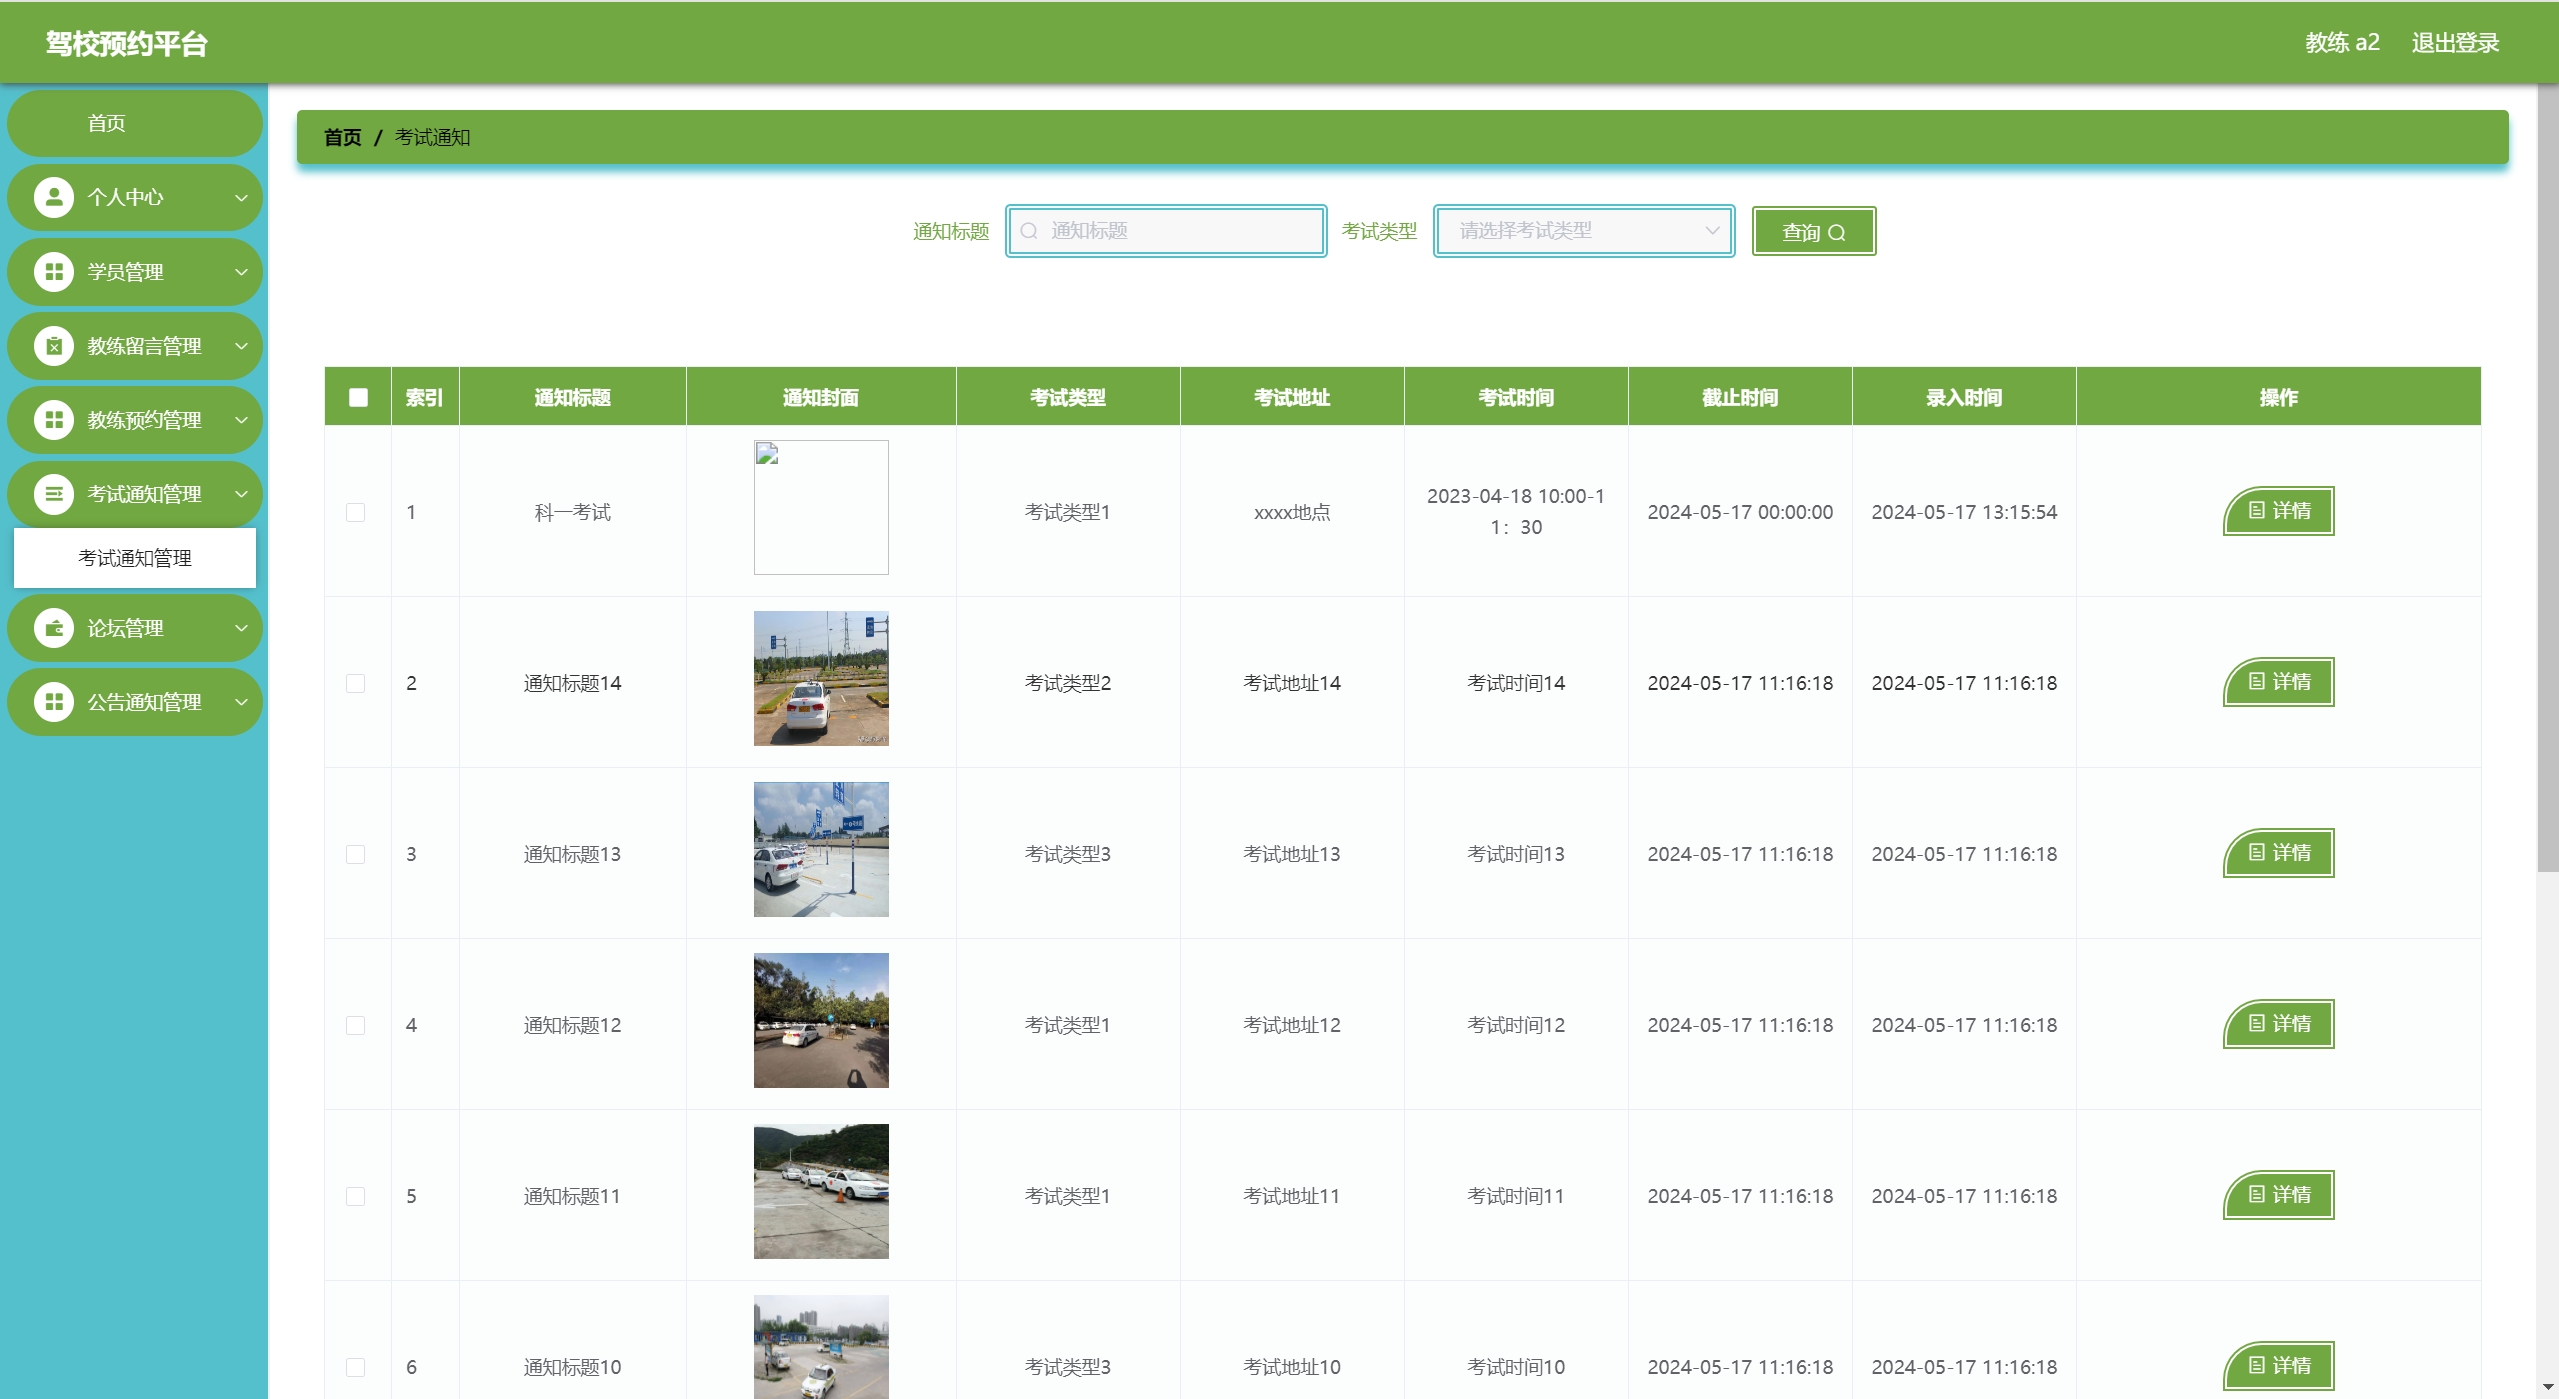 驾校预约平台
教练 a2
退出登录
首页
个人中心
学员管理
教练留言管理
教练预约管理
考试通知管理
考试通知管理
论坛管理
公告通知管理
首页 / 考试通知
通知标题 通知标题 考试类型 请选择考试类型 查询
索引 通知标题 通知封面 考试类型 考试地址 考试时间 截止时间 录入时间 操作
1 科一考试 考试类型1 xxxx地点 2023-04-18 10:00-1
1：30 2024-05-17 00:00:00 2024-05-17 13:15:54 详情
2 通知标题14 考试类型2 考试地址14 考试时间14 2024-05-17 11:16:18 2024-05-17 11:16:18 详情
3 通知标题13 考试类型3 考试地址13 考试时间13 2024-05-17 11:16:18 2024-05-17 11:16:18 详情
4 通知标题12 考试类型1 考试地址12 考试时间12 2024-05-17 11:16:18 2024-05-17 11:16:18 详情
5 通知标题11 考试类型1 考试地址11 考试时间11 2024-05-17 11:16:18 2024-05-17 11:16:18 详情
6 通知标题10 考试类型3 考试地址10 考试时间10 2024-05-17 11:16:18 2024-05-17 11:16:18 详情